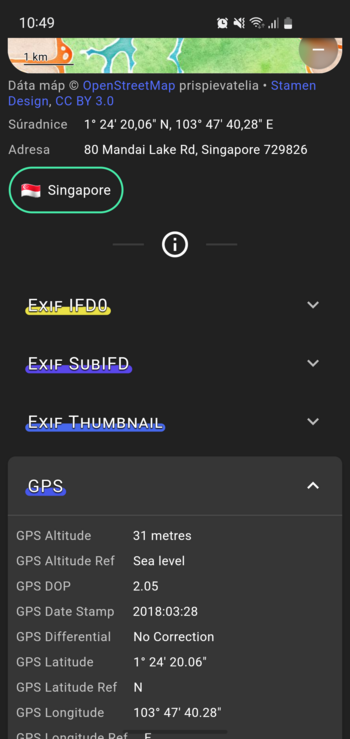 10:49
1 km
Dáta máp © OpenStreetMap prispievatelia • Stamen
Design, CC BY 3.0
Súradnice 1° 24' 20,06" N, 103° 47' 40,28" E
Adresa 80 Mandai Lake Rd, Singapore 729826
Singapore
Exif IFD0
Exif SubIFD
Exif Thumbnail
GPS
GPS Altitude 31 metres
GPS Altitude Ref Sea level
GPS DOP 2.05
GPS Date Stamp 2018:03:28
GPS Differential No Correction
GPS Latitude 1° 24' 20.06"
GPS Latitude Ref N
GPS Longitude 103° 47' 40.28"
GPS Longitude Ref E